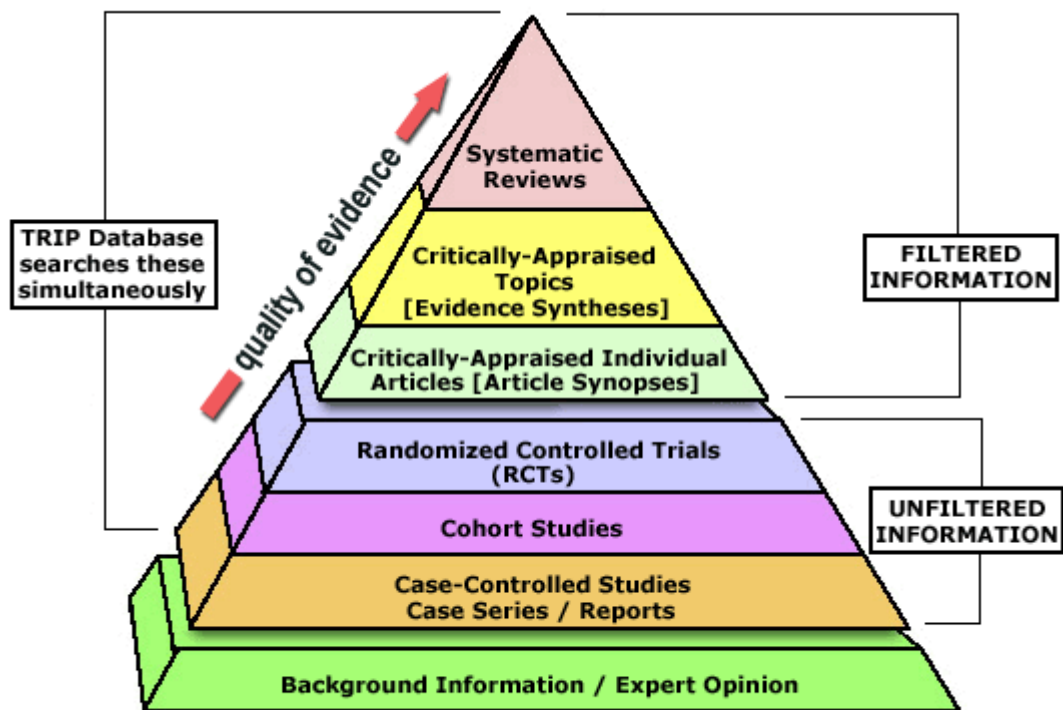 Systematic
Reviews
quality of evidence
TRIP Database
searches these
simultaneously
Critically-Appraised
Topics
[Evidence Syntheses]
FILTERED
INFORMATION
Critically-Appraised Individual
Articles [Article Synopses]
Randomized Controlled Trials
(RCTs)
UNFILTERED
INFORMATION
Cohort Studies
Case-Controlled Studies
Case Series / Reports
Background Information / Expert Opinion